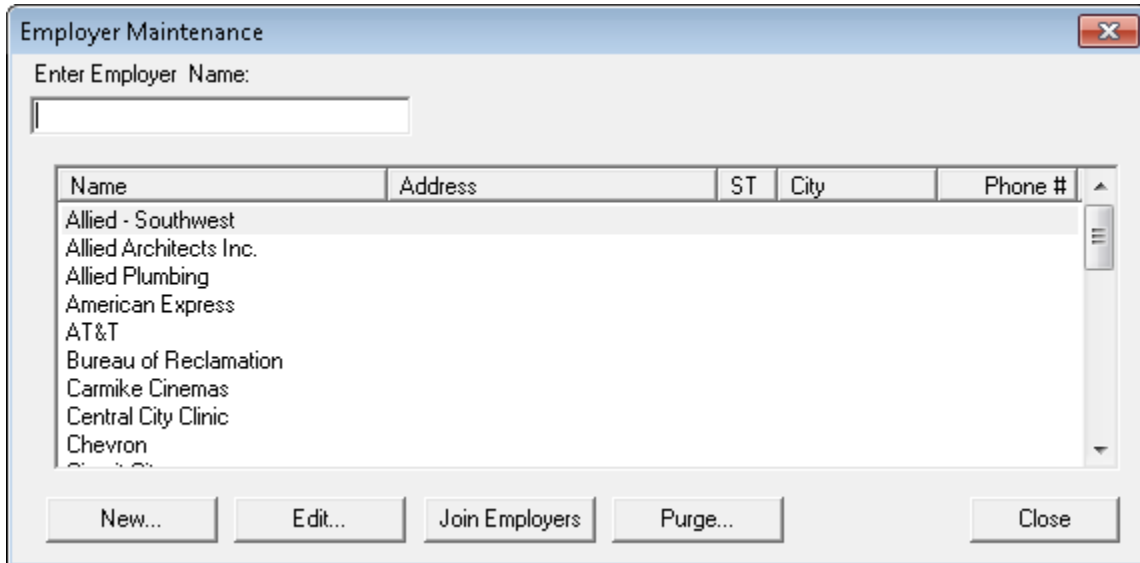 Employer Maintenance
Enter Employer  Name:
Name Address ST City Phone #
Allied - Southwest
Allied Architects Inc.
Allied Plumbing
American Express
AT&T
Bureau of Reclamation
Carmike Cinemas
Central City Clinic
Chevron
New... Edit... Join Employers Purge... Close